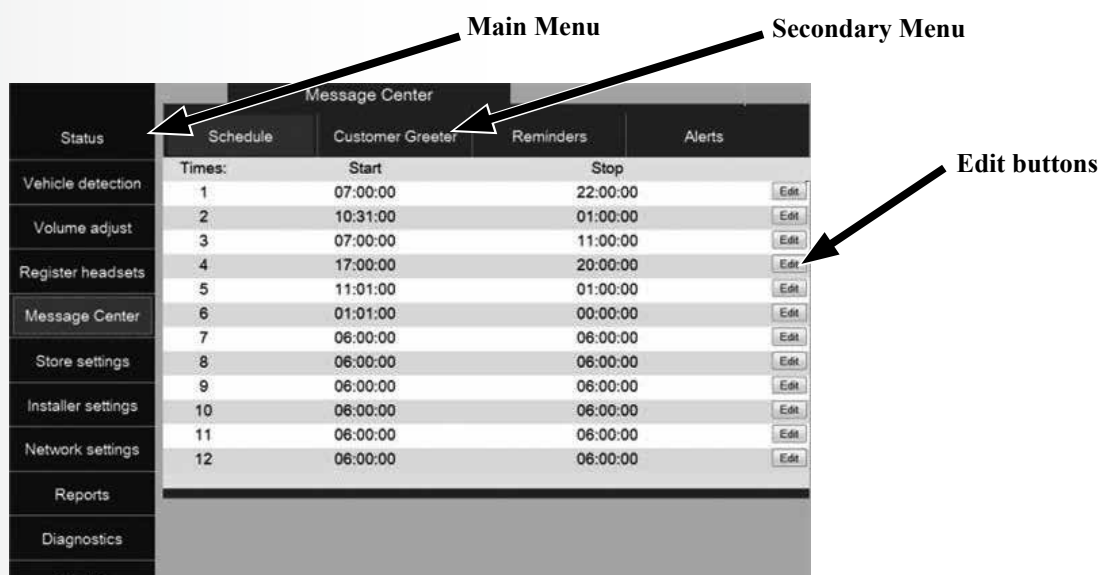 Main Menu
Secondary Menu
Edit buttons
Message Center
Schedule Customer Greeter Reminders Alerts
Status
Vehicle detection
Volume adjust
Register headsets
Message Center
Store settings
Installer settings
Network settings
Reports
Diagnostics
Times: Start Stop
1 07:00:00 22:00:00 Edit
2 10:31:00 01:00:00 Edit
3 07:00:00 11:00:00 Edit
4 17:00:00 20:00:00 Edit
5 11:01:00 01:00:00 Edit
6 01:01:00 00:00:00 Edit
7 06:00:00 06:00:00 Edit
8 06:00:00 06:00:00 Edit
9 06:00:00 06:00:00 Edit
10 06:00:00 06:00:00 Edit
11 06:00:00 06:00:00 Edit
12 06:00:00 06:00:00 Edit